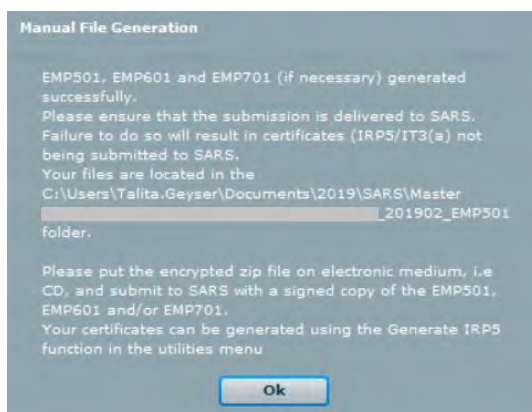 Manual File Generation
EMP501, EMP601 and EMP701 (if necessary) generated
successfully.
Please ensure that the submission is delivered to SARS.
Failure to do so will result in certificates (IRP5/IT3(a) not
being submitted to SARS.
Your files are located in the
C:\Users\Talita.Geyser\Documents\2019\SARS\Master
_201902_EMP501
folder.
Please put the encrypted zip file on electronic medium, i.e
CD, and submit to SARS with a signed copy of the EMP501,
EMP601 and/or EMP701.
Your certificates can be generated using the Generate IRP5
function in the utilities menu
Ok